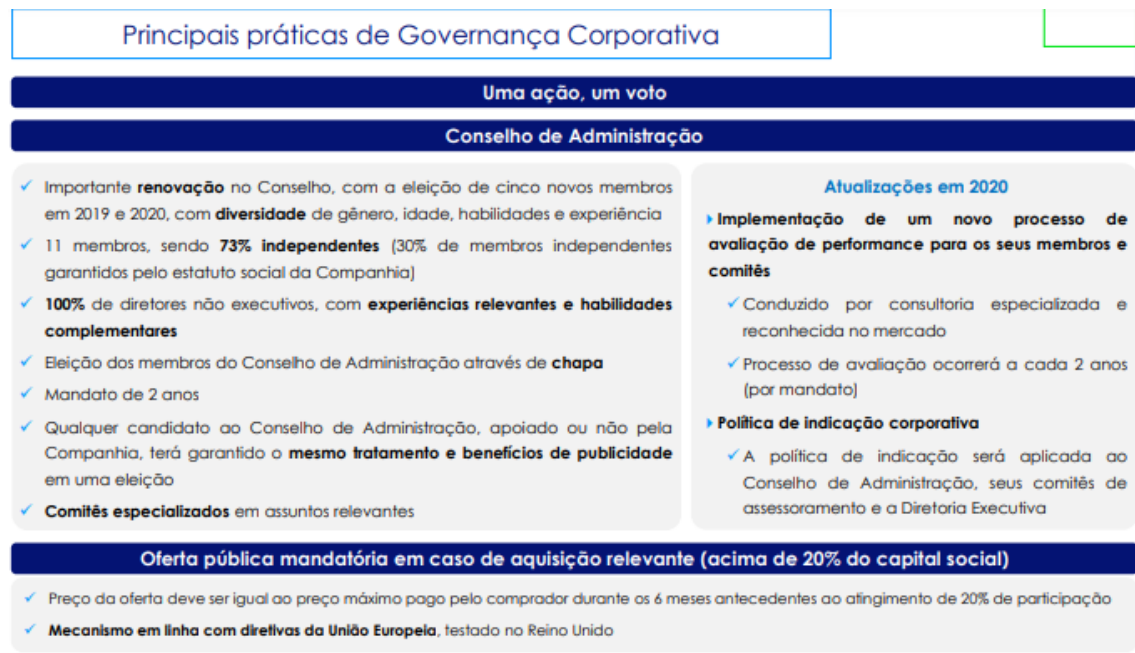 Principais práticas de Governança Corporativa
Uma ação, um voto
Conselho de Administração
Importante renovação no Conselho, com a eleição de cinco novos membros
em 2019 e 2020, com diversidade de gênero, idade, habilidades e experiência
11 membros, sendo 73% independentes (30% de membros independentes
garantidos pelo estatuto social da Companhia)
100% de diretores não executivos, com experiências relevantes e habilidades
complementares
Eleição dos membros do Conselho de Administração através de chapa
Mandato de 2 anos
Qualquer candidato ao Conselho de Administração, apoiado ou não pela
Companhia, terá garantido o mesmo tratamento e benefícios de publicidade
em uma eleição
Comitês especializados em assuntos relevantes
Atualizações em 2020
Implementação de um novo processo de
avaliação de performance para os seus membros e
comitês
Conduzido por consultoria especializada e
reconhecida no mercado
Processo de avaliação ocorrerá a cada 2 anos
(por mandato)
Política de indicação corporativa
A política de indicação será aplicada ao
Conselho de Administração, seus comitês de
assessoramento e a Diretoria Executiva
Oferta pública mandatória em caso de aquisição relevante (acima de 20% do capital social)
Preço da oferta deve ser igual ao preço máximo pago pelo comprador durante os 6 meses antecedentes ao atingimento de 20% de participação
Mecanismo em linha com diretivas da União Europeia, testado no Reino Unido